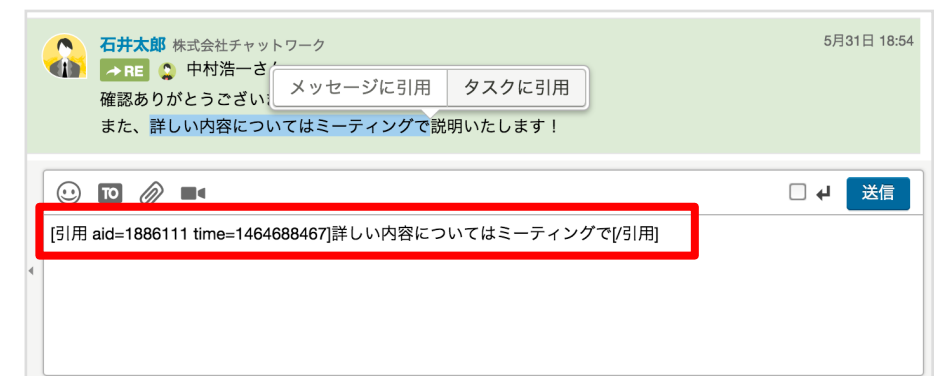 石井太郎 株式会社チャットワーク 5月31日 18:54
RE 中村浩一さ
メッセージに引用 タスクに引用
確認ありがとうござい
また、詳しい内容についてはミーティングで説明いたします！
TO 送信
[引用 aid=1886111 time=1464688467]詳しい内容についてはミーティングで[/引用]